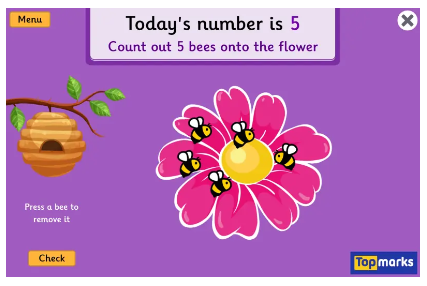 Menu
Today's number is 5
Count out 5 bees onto the flower
Press a bee to
remove it
Check
Topmarks